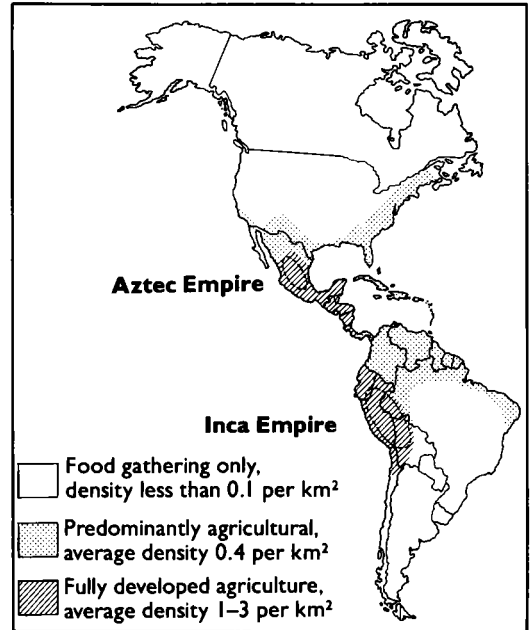 Aztec Empire
Inca Empire
Food gathering only,
density less than 0.1 per km²
Predominantly agricultural,
average density 0.4 per km²
Fully developed agriculture,
average density 1–3 per km²